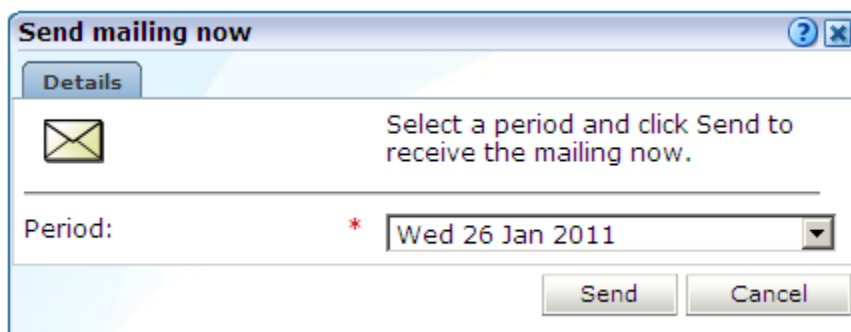 Send mailing now
?
Details
Select a period and click Send to
receive the mailing now.
Period: * Wed 26 Jan 2011
Send Cancel